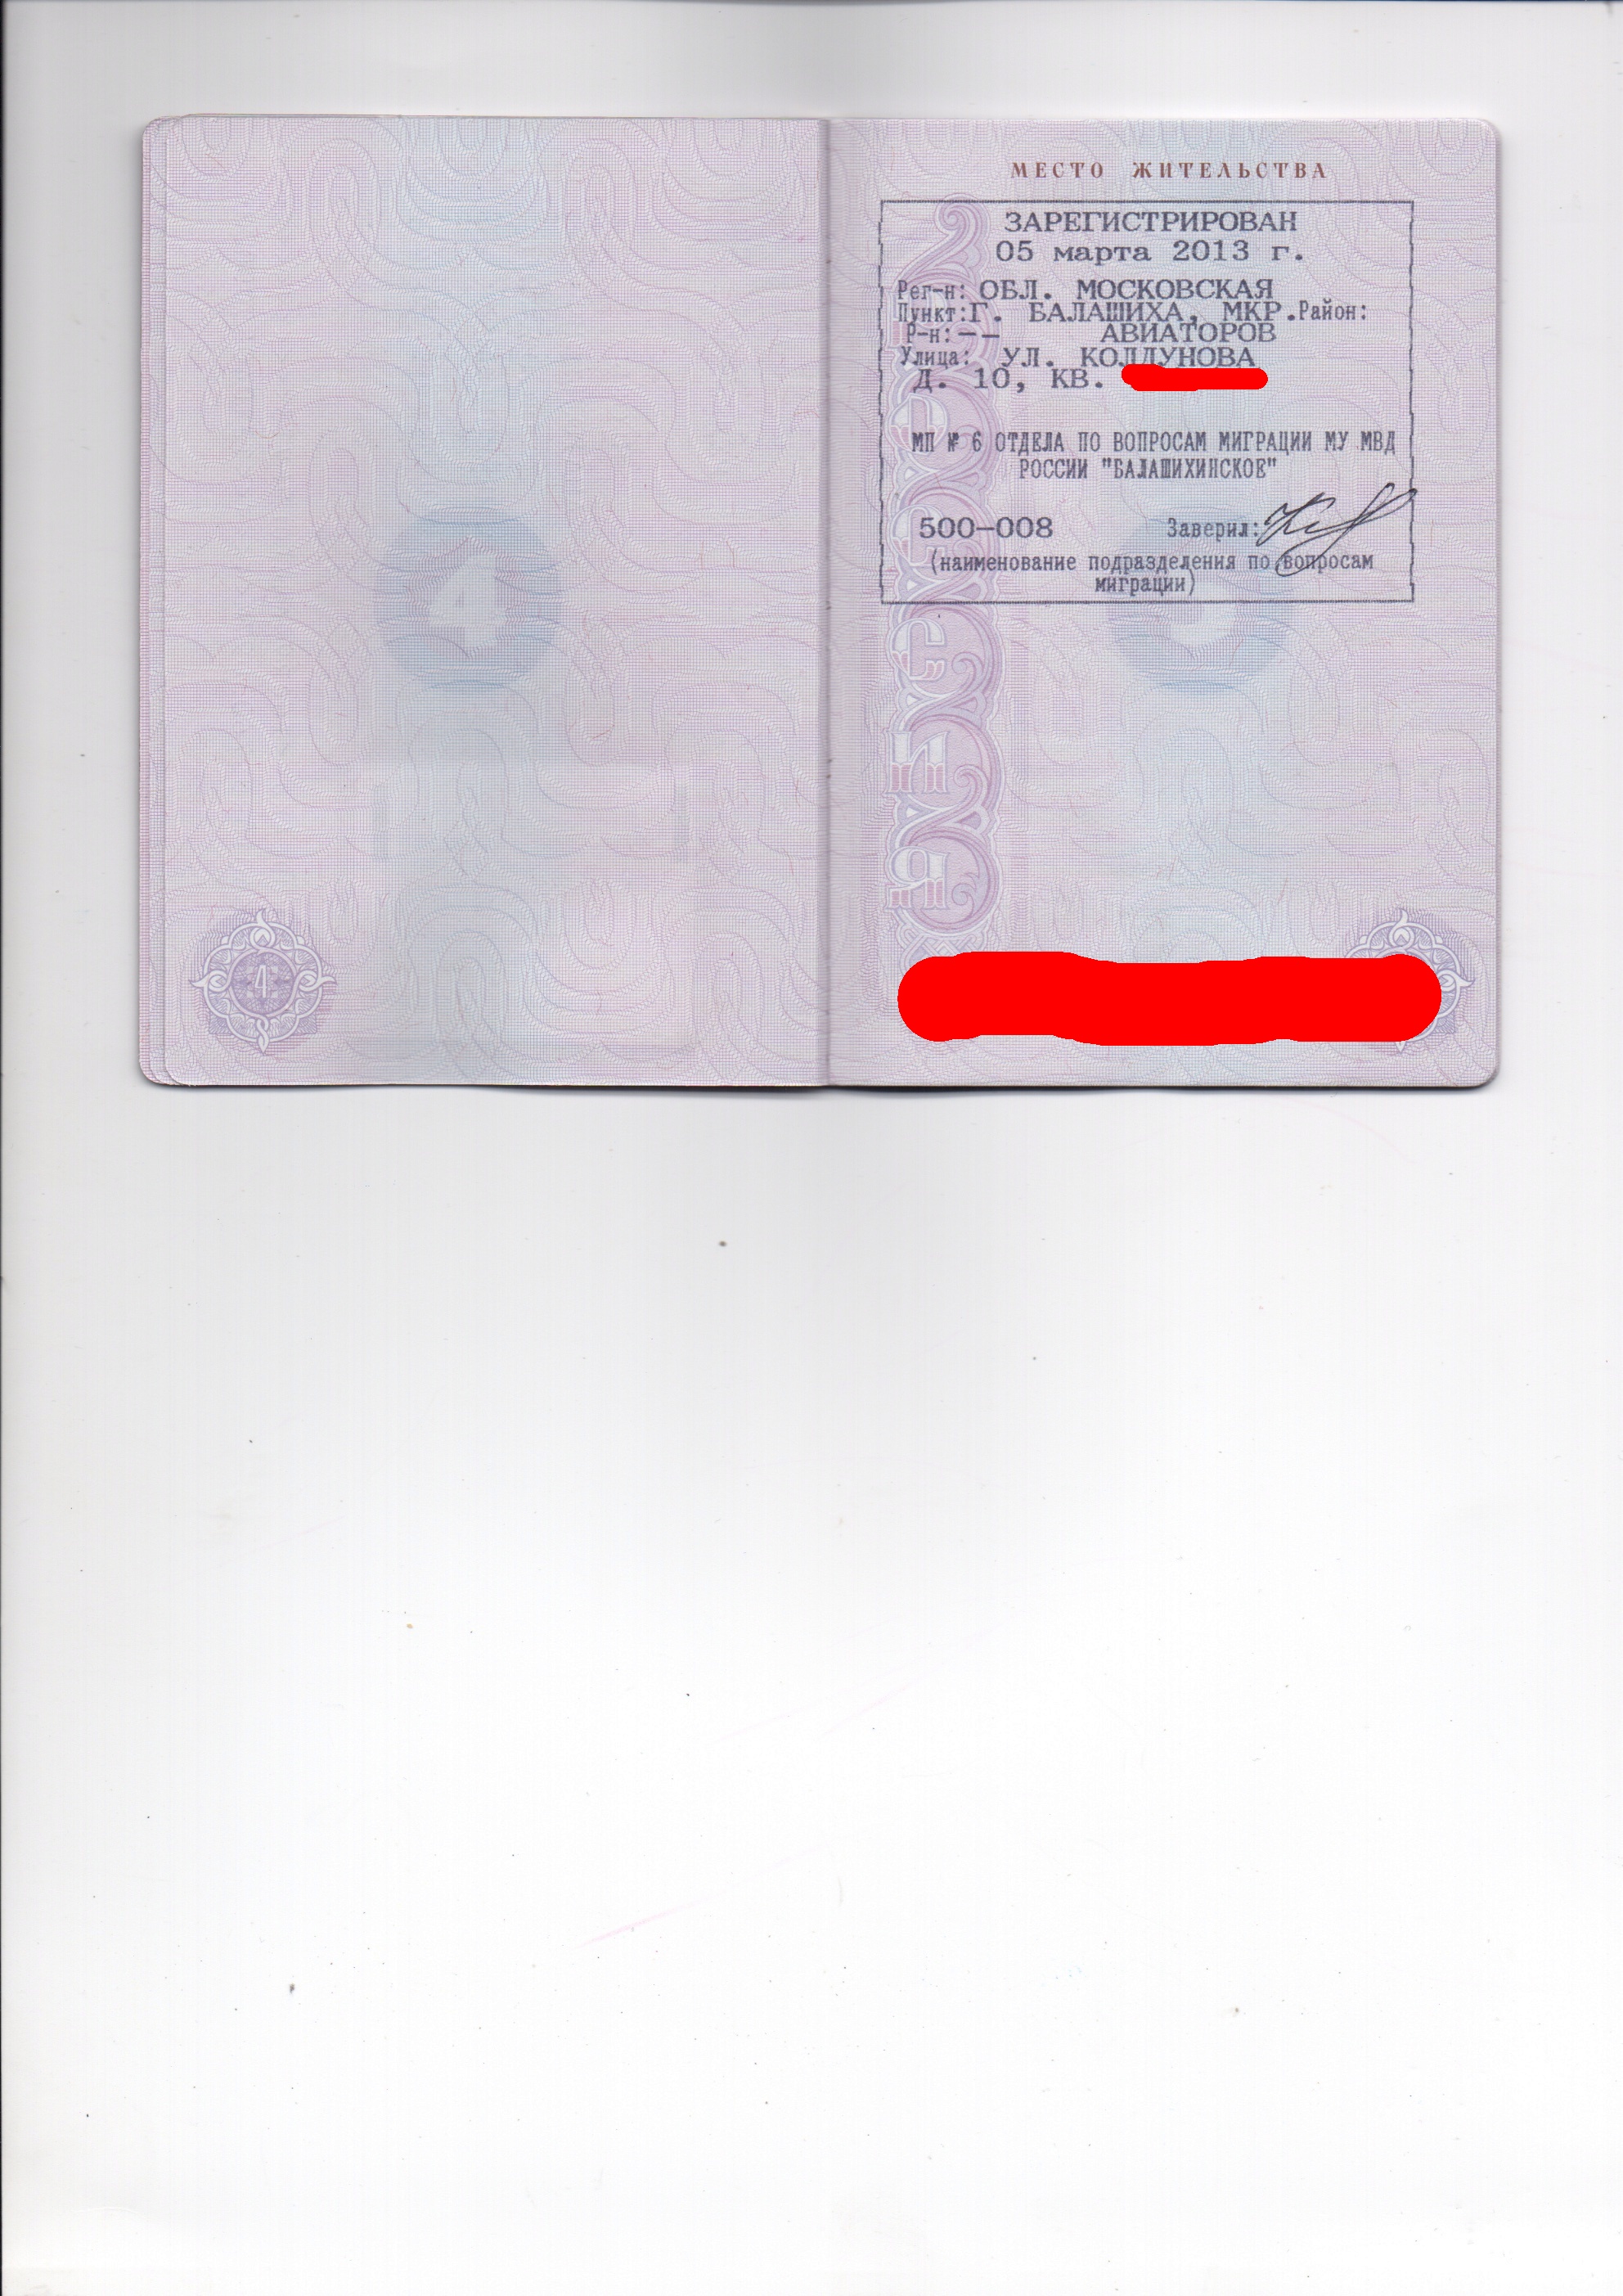 МЕСТО ЖИТЕЛЬСТВА
ЗАРЕГИСТРИРОВАН
05 марта 2013 г.
Рег-н: ОБЛ. МОСКОВСКАЯ
Пункт: Г. БАЛАШИХА, МКР. Район:
Р-н: -- АВИАТОРОВ
Улица: УЛ. КОЛДУНОВА
Д. 10, КВ.
МП № 6 ОТДЕЛА ПО ВОПРОСАМ МИГРАЦИИ МУ МВД
РОССИИ "БАЛАШИХИНСКОЕ"
500-008 Заверил:
(наименование подразделения по вопросам
миграции)
РОССИЯ
4
4
5